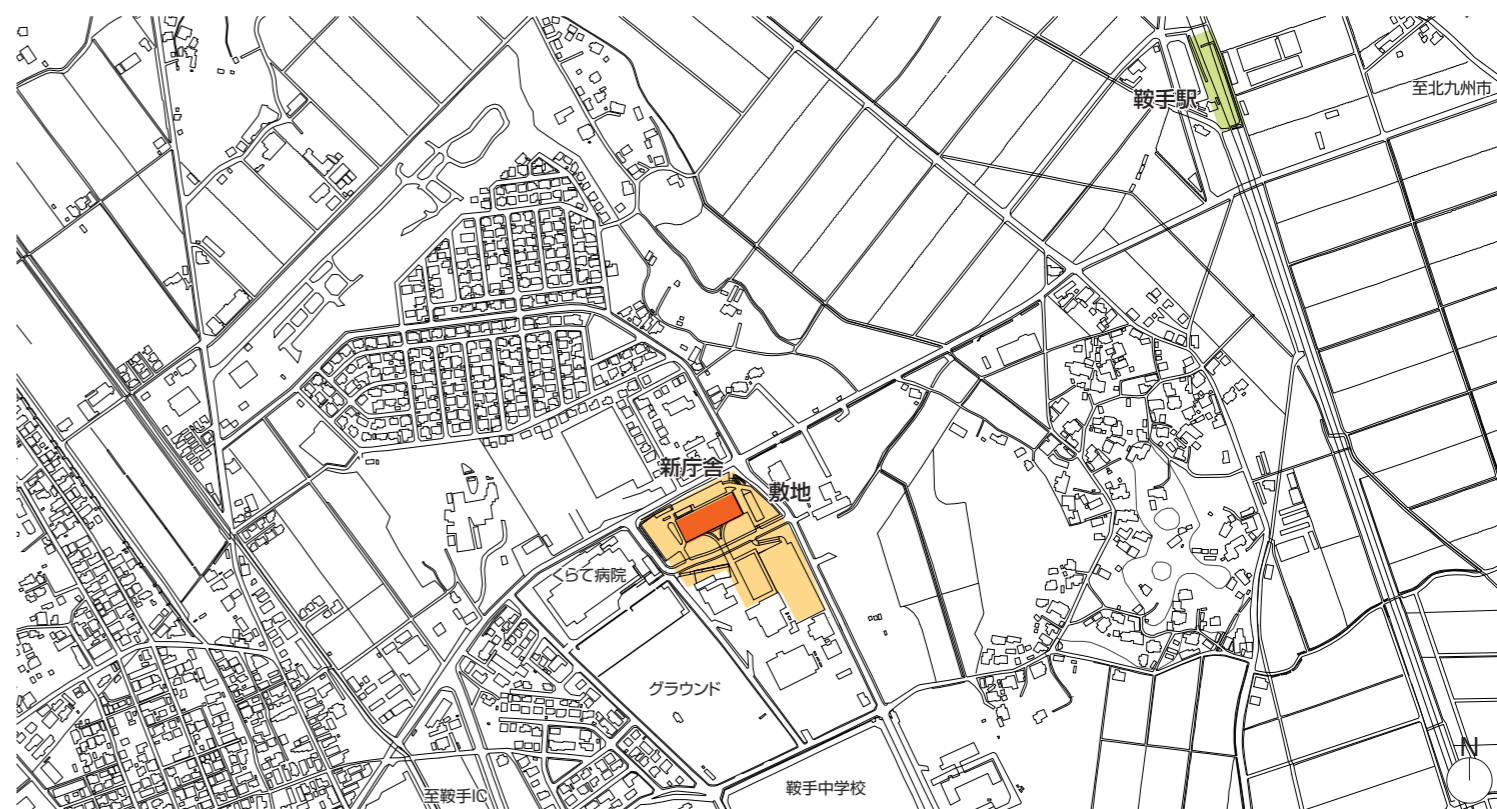 至北九州市
鞍手駅
新庁舎
敷地
くらて病院
グラウンド
N
至鞍手IC
鞍手中学校